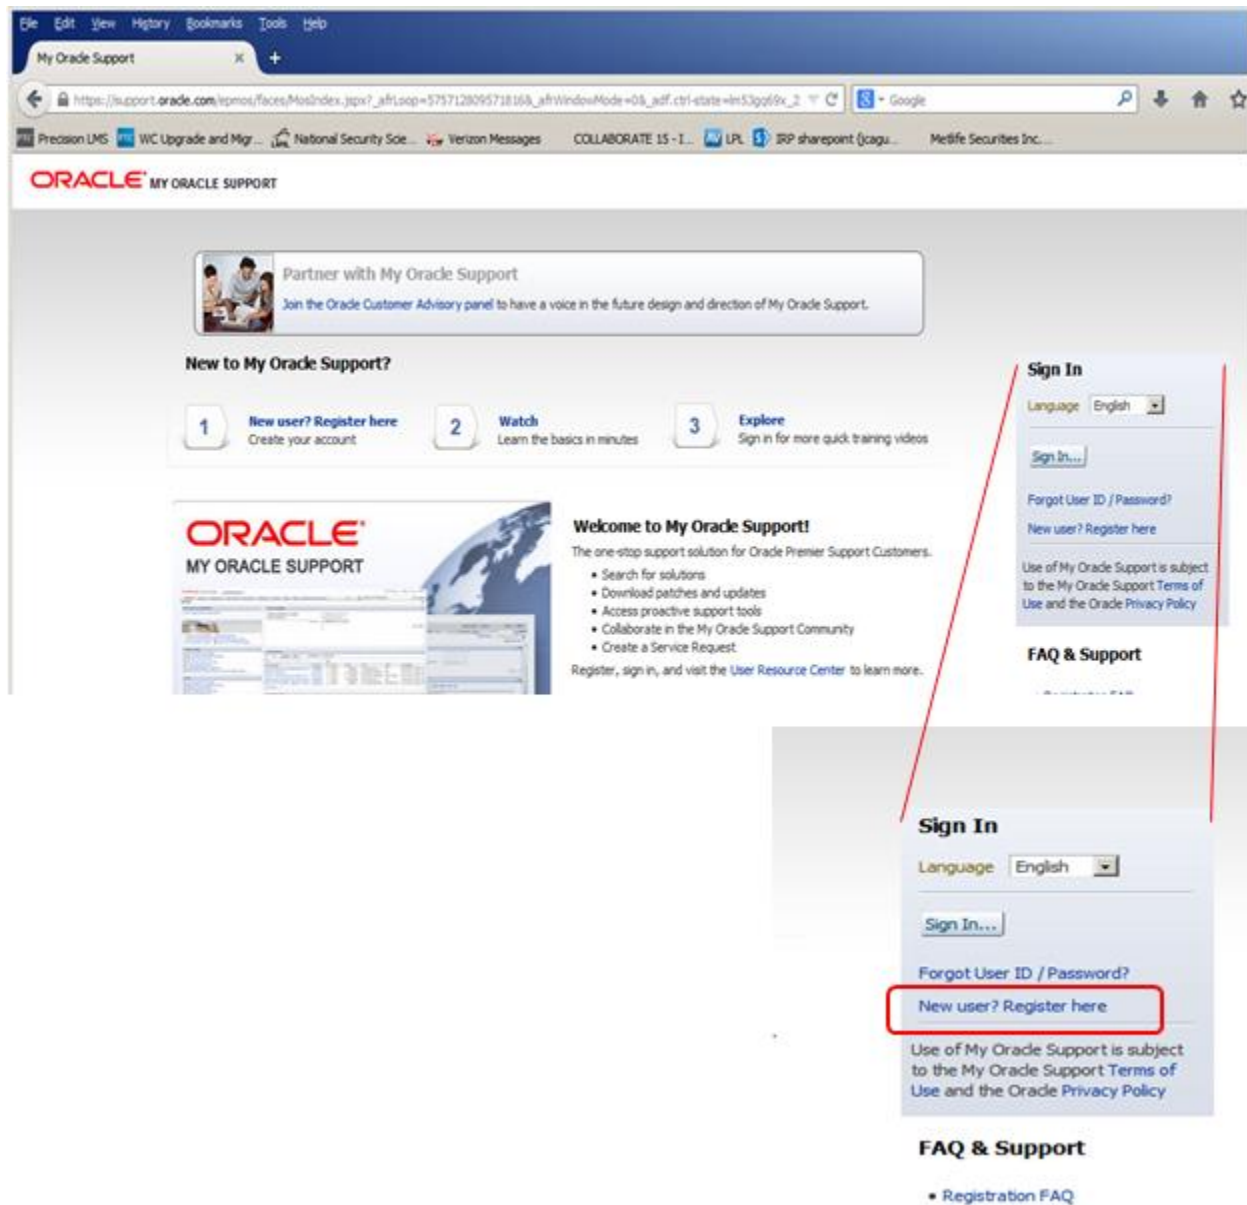 File Edit View History Bookmarks Tools Help
My Oracle Support
https://support.oracle.com/epmos/faces/MosIndex.jspx?_afrLoop=575712809571816&_afrWindowMode=0&_adf.ctrl-state=lm53gq69x_2 Google
Precision LMS WC Upgrade and Migr... National Security Scie... Verizon Messages COLLABORATE 15 - I... LPL IRP sharepoint (jcagu... Metlife Securities Inc....
ORACLE MY ORACLE SUPPORT
Partner with My Oracle Support
Join the Oracle Customer Advisory panel to have a voice in the future design and direction of My Oracle Support.
New to My Oracle Support?
1 New user? Register here
Create your account
2 Watch
Learn the basics in minutes
3 Explore
Sign in for more quick training videos
ORACLE
MY ORACLE SUPPORT
Welcome to My Oracle Support!
The one-stop support solution for Oracle Premier Support Customers.
• Search for solutions
• Download patches and updates
• Access proactive support tools
• Collaborate in the My Oracle Support Community
• Create a Service Request
Register, sign in, and visit the User Resource Center to learn more.
Sign In
Language English
Sign In...
Forgot User ID / Password?
New user? Register here
Use of My Oracle Support is subject
to the My Oracle Support Terms of
Use and the Oracle Privacy Policy
FAQ & Support
Sign In
Language English
Sign In...
Forgot User ID / Password?
New user? Register here
Use of My Oracle Support is subject
to the My Oracle Support Terms of
Use and the Oracle Privacy Policy
FAQ & Support
• Registration FAQ